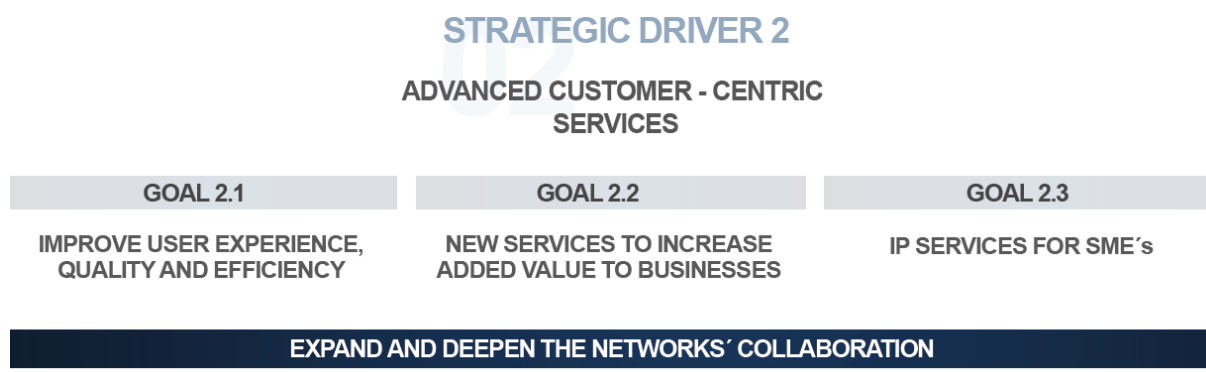 STRATEGIC DRIVER 2
02
ADVANCED CUSTOMER - CENTRIC
SERVICES
GOAL 2.1
IMPROVE USER EXPERIENCE,
QUALITY AND EFFICIENCY
GOAL 2.2
NEW SERVICES TO INCREASE
ADDED VALUE TO BUSINESSES
GOAL 2.3
IP SERVICES FOR SME´s
EXPAND AND DEEPEN THE NETWORKS´ COLLABORATION